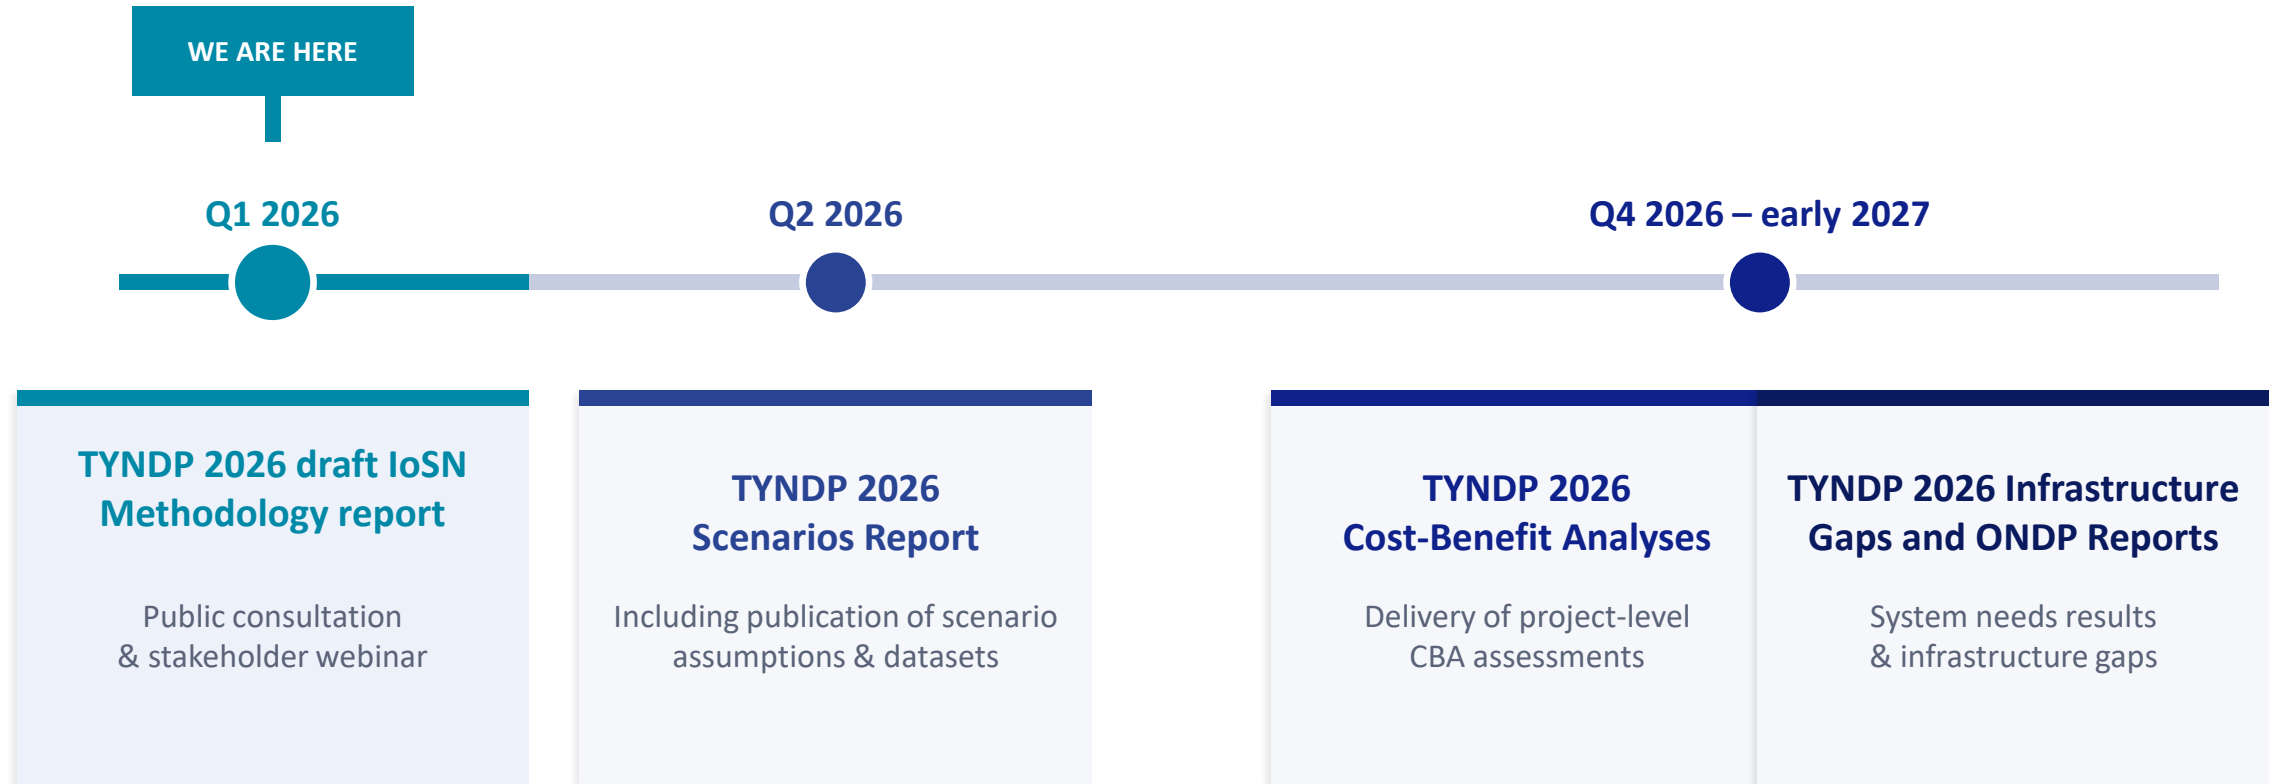 WE ARE HERE
Q1 2026
Q2 2026
Q4 2026 – early 2027
TYNDP 2026 draft IoSN
Methodology report
Public consultation
& stakeholder webinar
TYNDP 2026
Scenarios Report
Including publication of scenario
assumptions & datasets
TYNDP 2026
Cost-Benefit Analyses
Delivery of project-level
CBA assessments
TYNDP 2026 Infrastructure
Gaps and ONDP Reports
System needs results
& infrastructure gaps